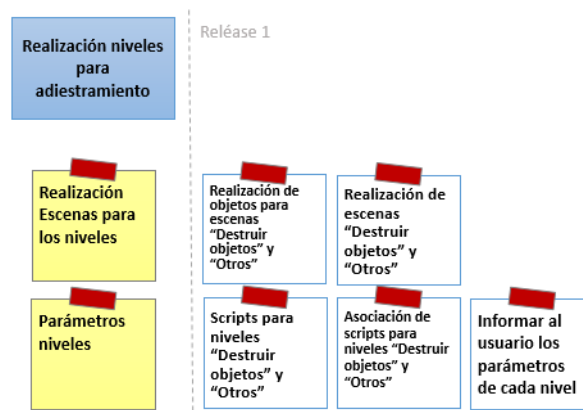 Realización niveles
para
adiestramiento
Reléase 1
Realización
Escenas para
los niveles
Realización de
objetos para
escenas
“Destruir
objetos” y
“Otros”
Realización de
escenas
“Destruir
objetos” y
“Otros”
Parámetros
niveles
Scripts para
niveles
“Destruir
objetos” y
“Otros”
Asociación de
scripts para
niveles “Destruir
objetos” y
“Otros”
Informar al
usuario los
parámetros
de cada nivel